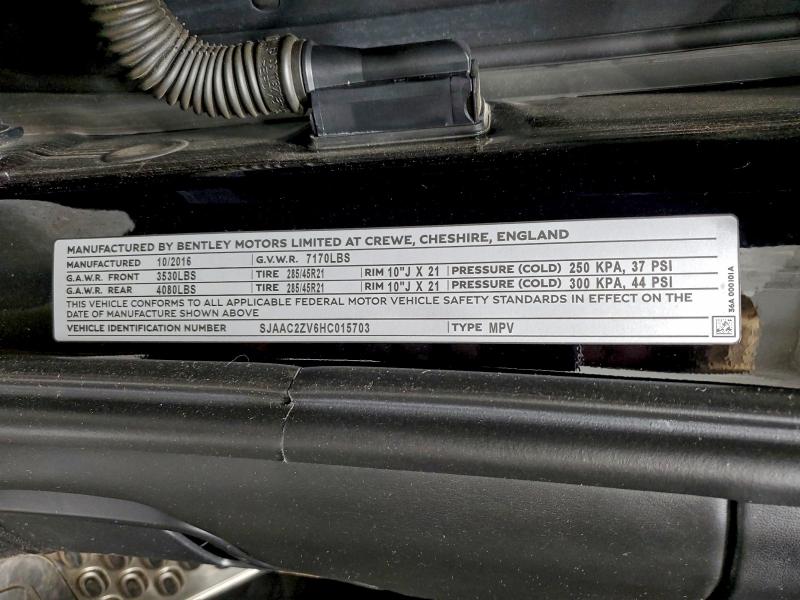 MANUFACTURED BY BENTLEY MOTORS LIMITED AT CREWE, CHESHIRE, ENGLAND
MANUFACTURED 10/2016 G.V.W.R. 7170LBS
G.A.W.R. FRONT 3530LBS TIRE 285/45R21 RIM 10"J X 21 PRESSURE (COLD) 250 KPA, 37 PSI
G.A.W.R. REAR 4080LBS TIRE 285/45R21 RIM 10"J X 21 PRESSURE (COLD) 300 KPA, 44 PSI
THIS VEHICLE CONFORMS TO ALL APPLICABLE FEDERAL MOTOR VEHICLE SAFETY STANDARDS IN EFFECT ON THE
DATE OF MANUFACTURE SHOWN ABOVE
VEHICLE IDENTIFICATION NUMBER SJAAC2ZV6HC015703 TYPE MPV
36A 000101A